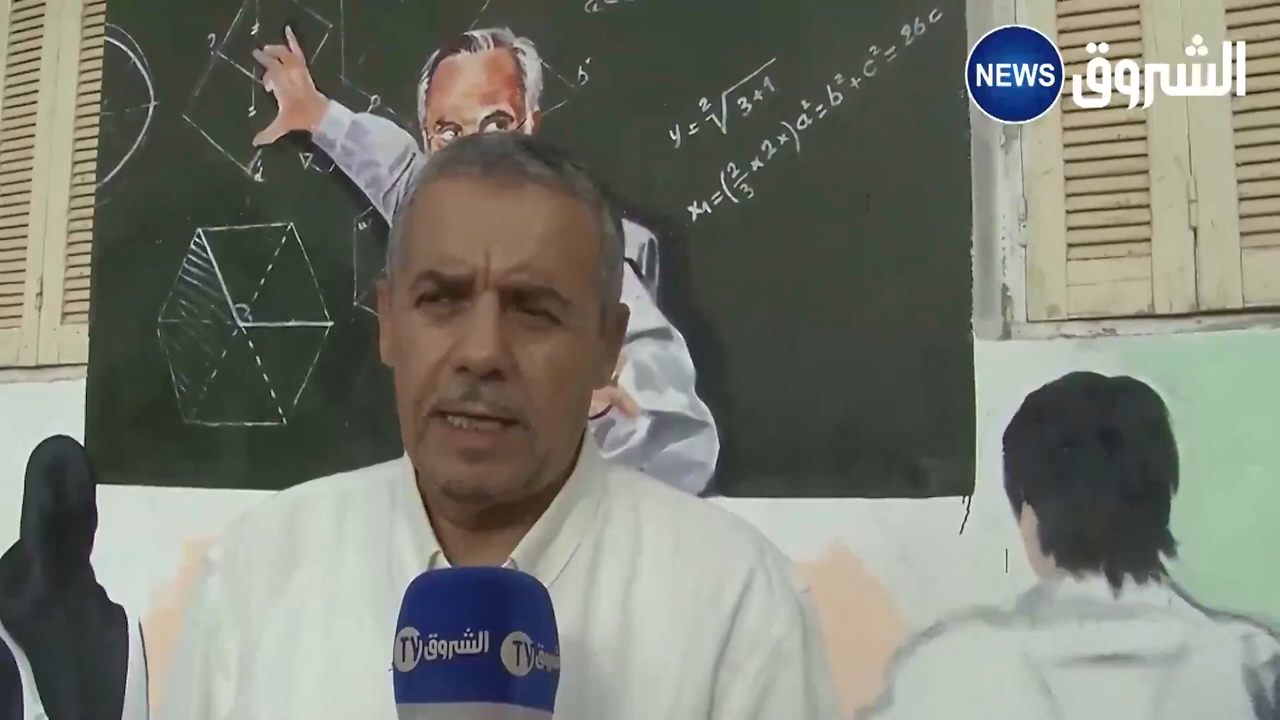 NEWS الشروق
y = ²√3+1
x₁ = (2/3 × 2 ×) a² = b² + c² = 26c
b
TV الشروق TV الشروق